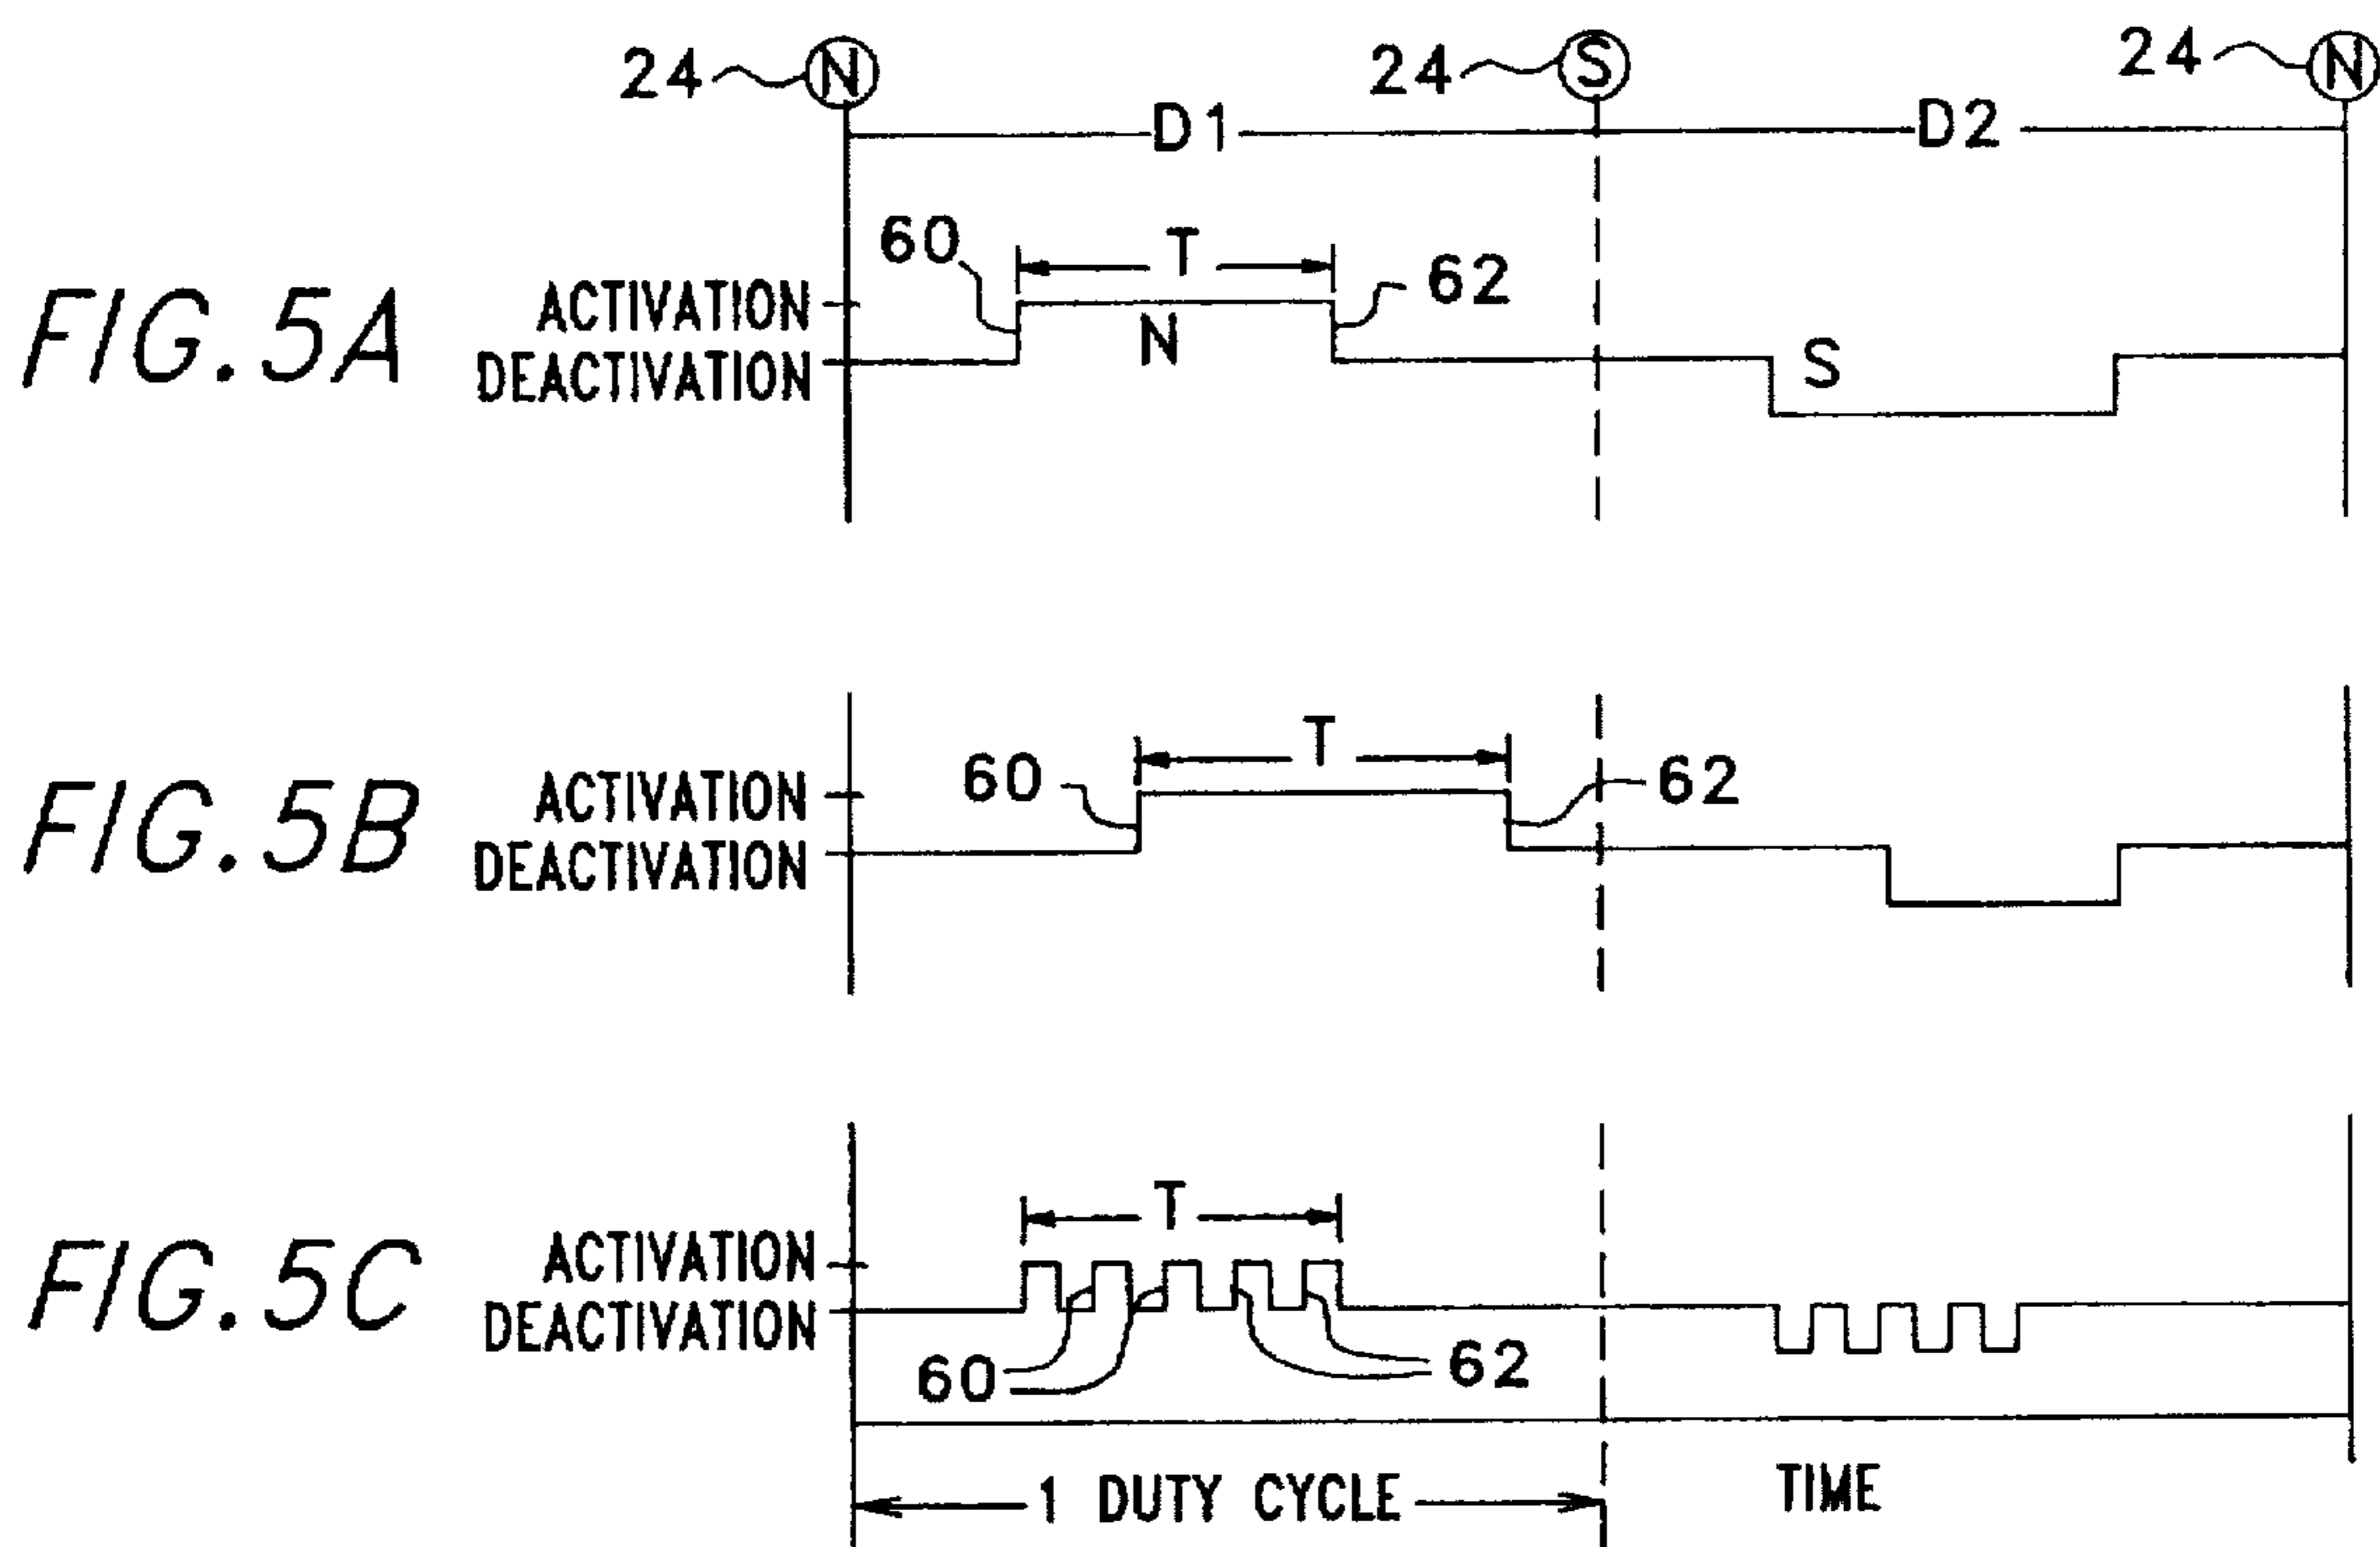 24 N 24 S 24 N
D1 D2
60 T 62
FIG. 5A ACTIVATION N
DEACTIVATION S
T
60 62
FIG. 5B ACTIVATION
DEACTIVATION
T
FIG. 5C ACTIVATION
DEACTIVATION
60 62
1 DUTY CYCLE TIME